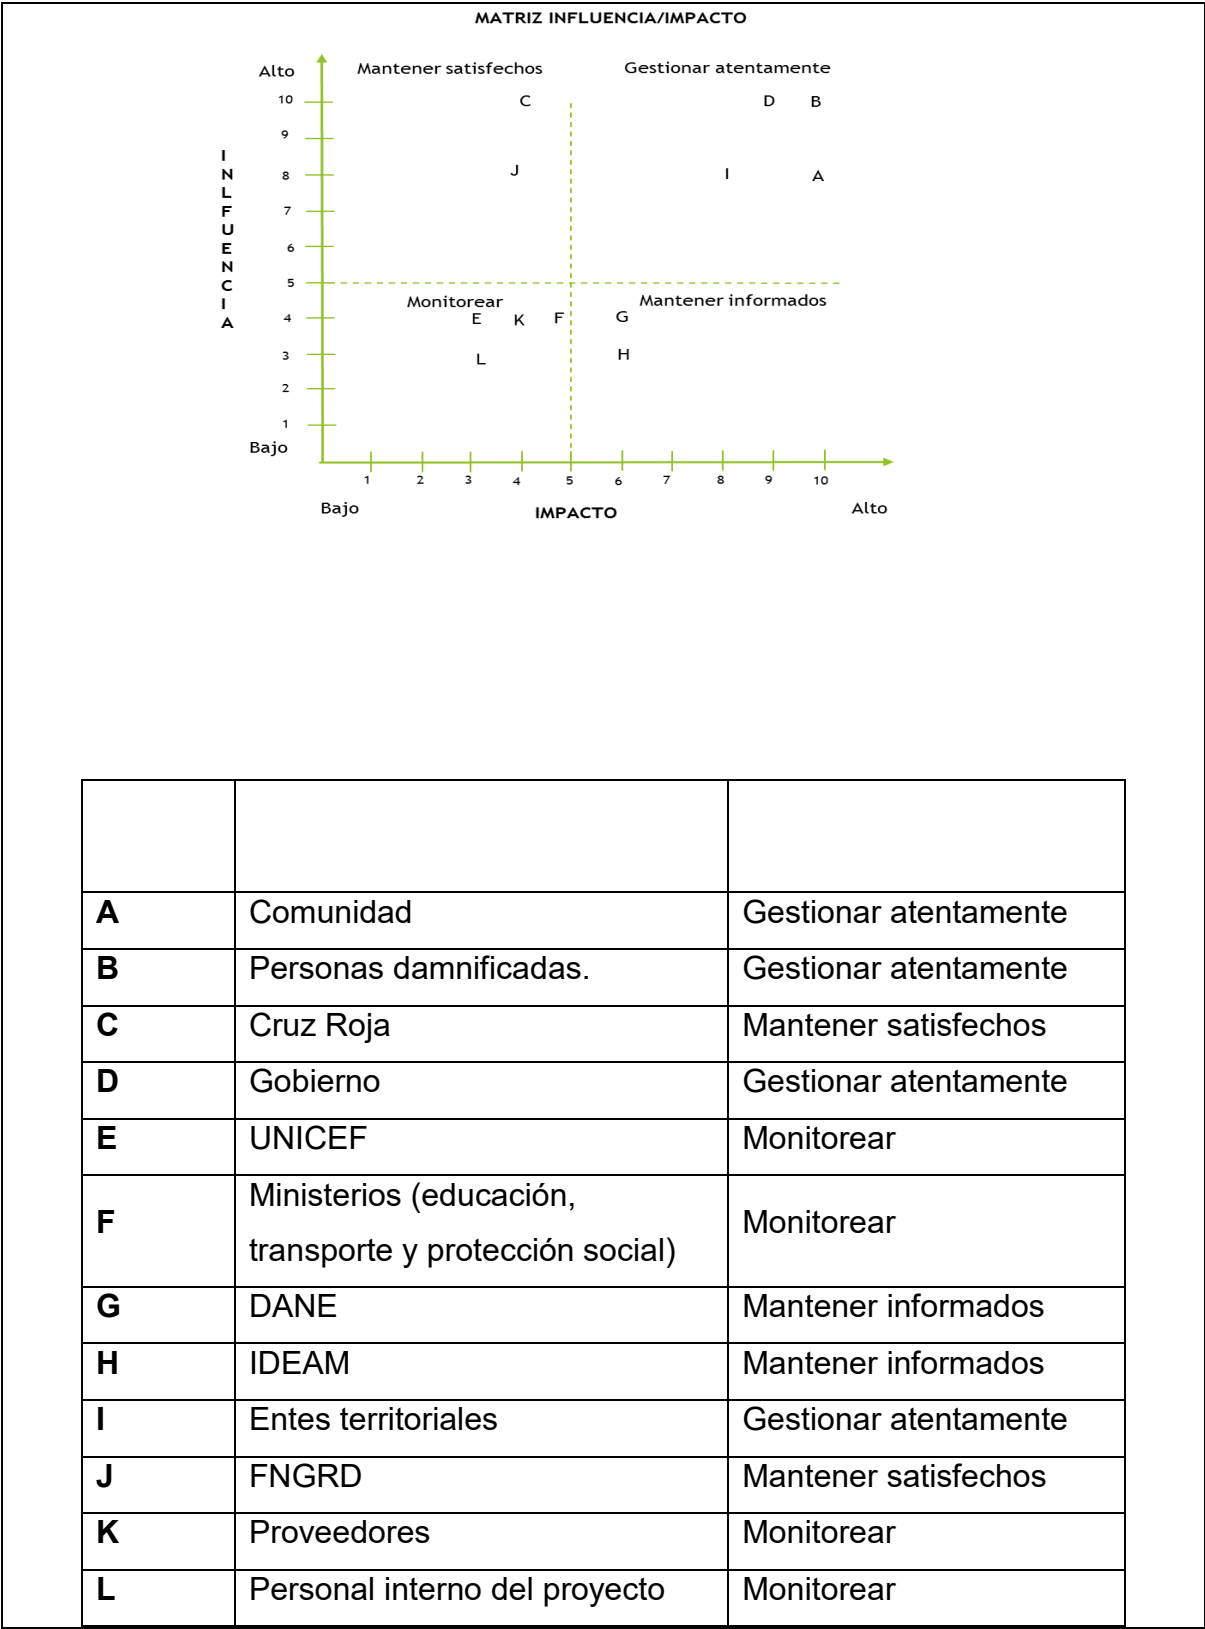 MATRIZ INFLUENCIA/IMPACTO
Alto
Mantener satisfechos
Gestionar atentamente
10
C
D
B
9
INLFUENCIA
8
J
I
A
7
6
5
Monitorear
Mantener informados
4
E
K
F
G
3
L
H
2
1
Bajo
1 2 3 4 5 6 7 8 9 10
Bajo
IMPACTO
Alto
A Comunidad Gestionar atentamente
B Personas damnificadas. Gestionar atentamente
C Cruz Roja Mantener satisfechos
D Gobierno Gestionar atentamente
E UNICEF Monitorear
F Ministerios (educación,
transporte y protección social) Monitorear
G DANE Mantener informados
H IDEAM Mantener informados
I Entes territoriales Gestionar atentamente
J FNGRD Mantener satisfechos
K Proveedores Monitorear
L Personal interno del proyecto Monitorear